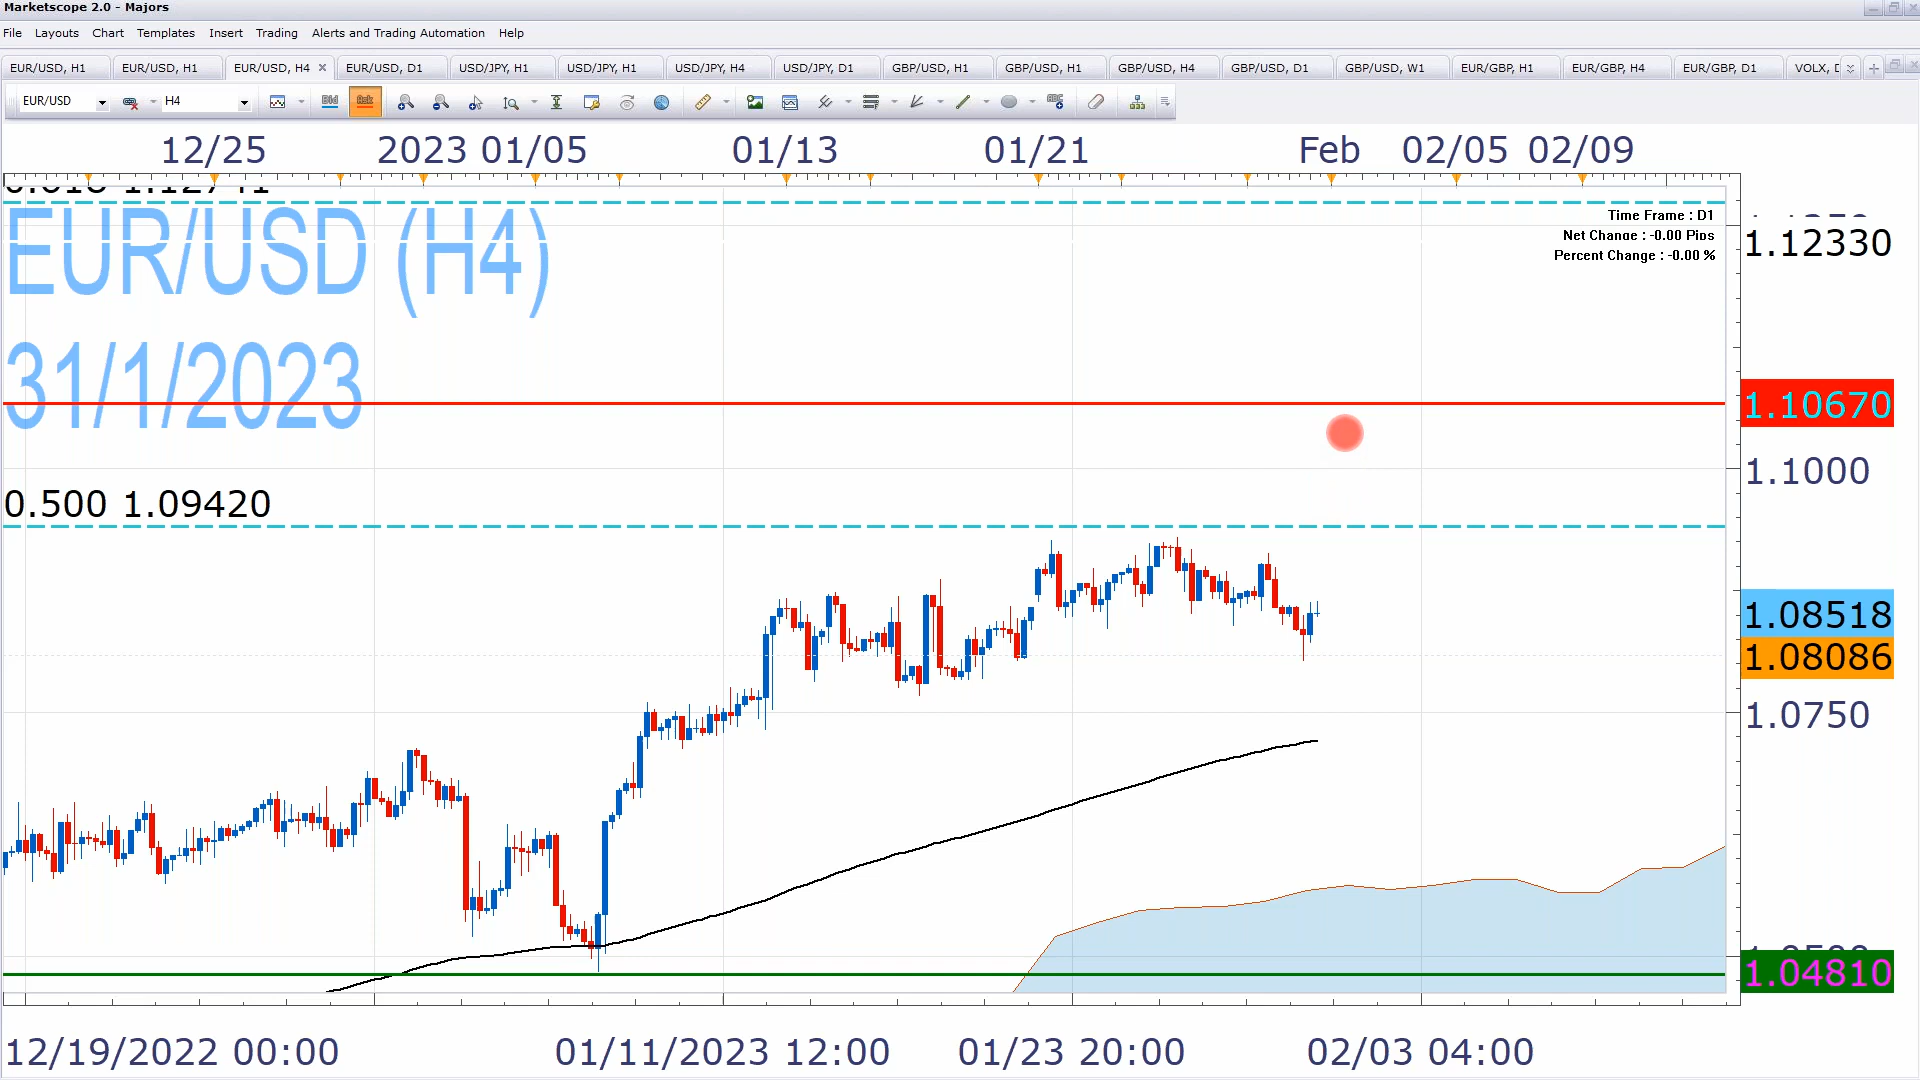 Marketscope 2.0 - Majors
File Layouts Chart Templates Insert Trading Alerts and Trading Automation Help
EUR/USD, H1 EUR/USD, H1 EUR/USD, H4 EUR/USD, D1 USD/JPY, H1 USD/JPY, H1 USD/JPY, H4 USD/JPY, D1 GBP/USD, H1 GBP/USD, H1 GBP/USD, H4 GBP/USD, D1 GBP/USD, W1 EUR/GBP, H1 EUR/GBP, H4 EUR/GBP, D1 VOLX,
EUR/USD H4 Bid Ask
12/25 2023 01/05 01/13 01/21 Feb 02/05 02/09
EUR/USD (H4)
31/1/2023
Time Frame : D1
Net Change : -0.00 Pips
Percent Change : -0.00 %
1.12330
1.10670
1.1000
0.500 1.09420
1.08518
1.08086
1.0750
1.04810
12/19/2022 00:00 01/11/2023 12:00 01/23 20:00 02/03 04:00